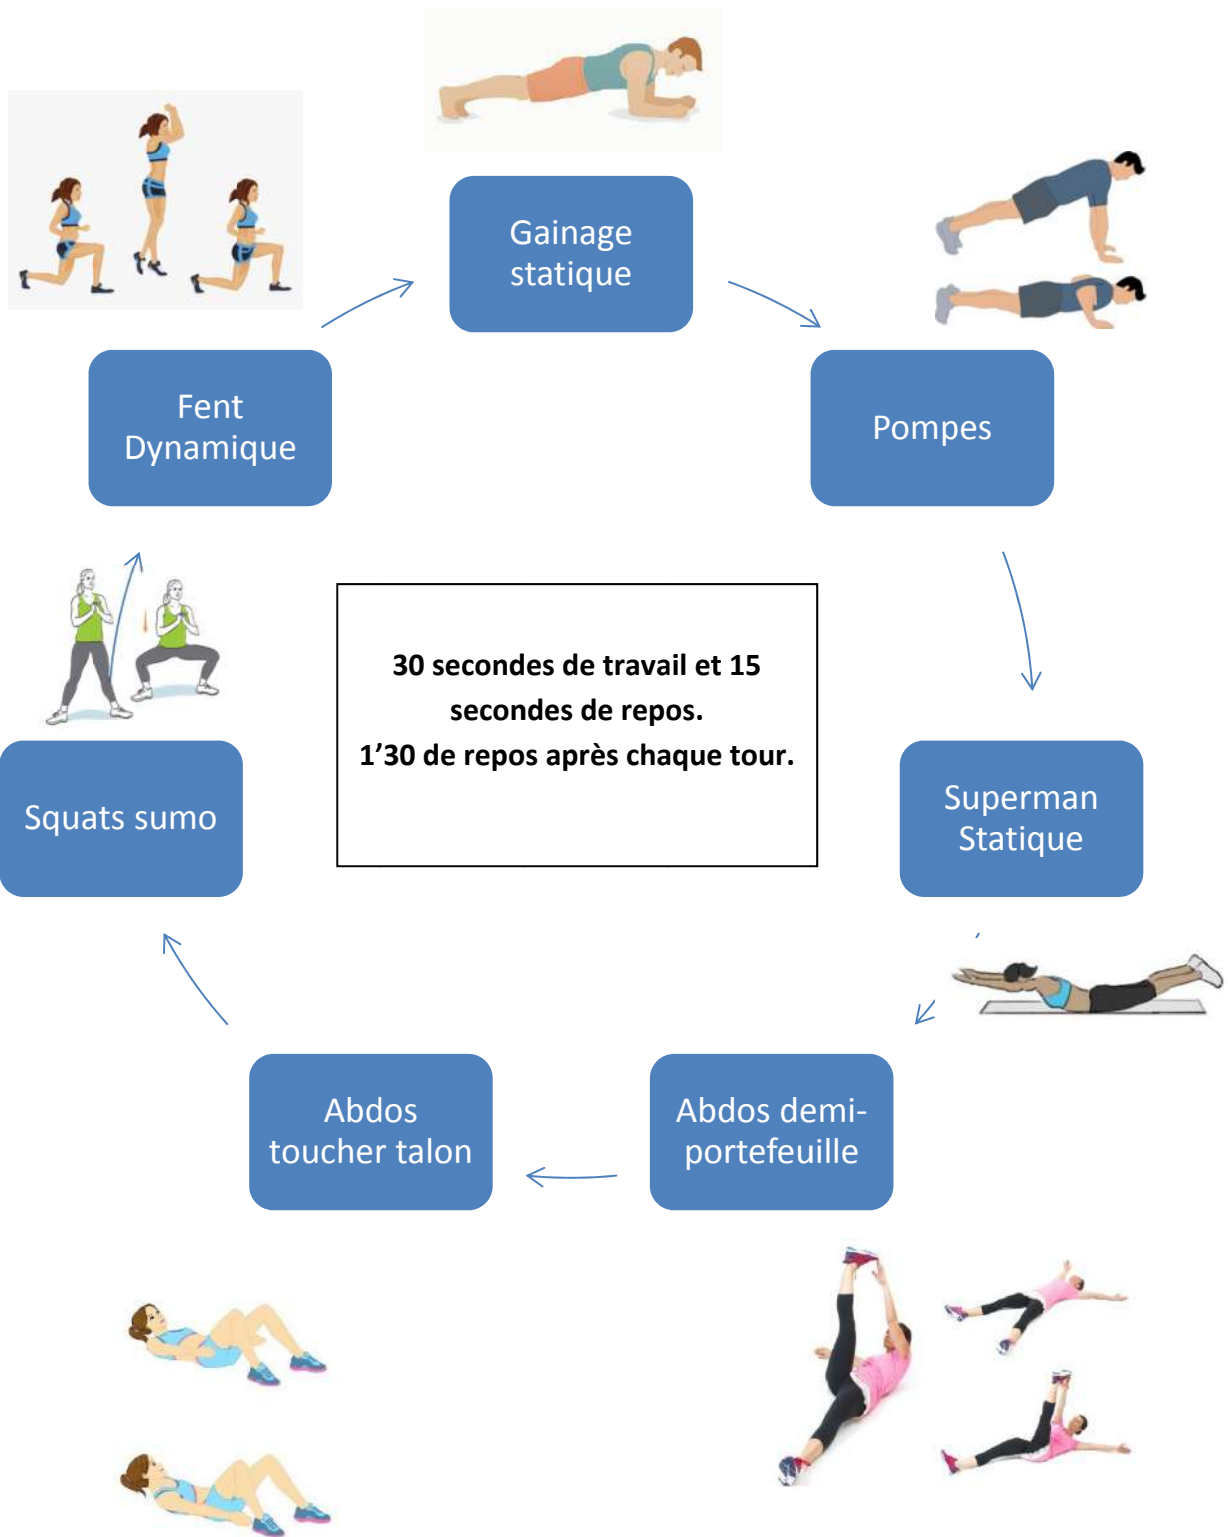 Gainage
statique
Pompes
Superman
Statique
Abdos demi-
portefeuille
Abdos
toucher talon
Squats sumo
Fent
Dynamique
30 secondes de travail et 15
secondes de repos.
1’30 de repos après chaque tour.